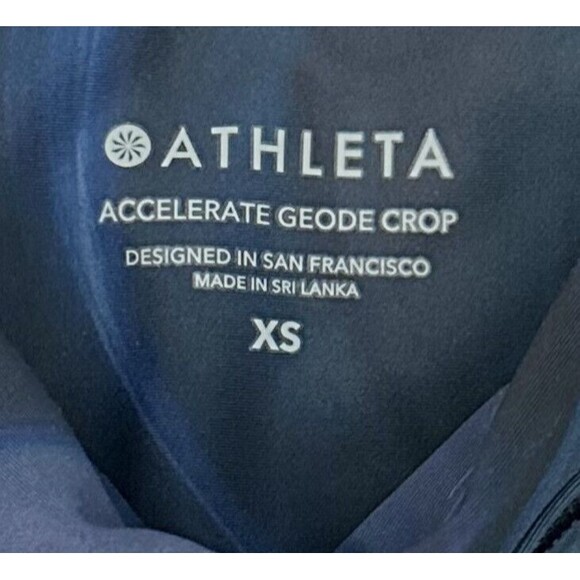 ATHLETA
ACCELERATE GEODE CROP
DESIGNED IN SAN FRANCISCO
MADE IN SRI LANKA
XS